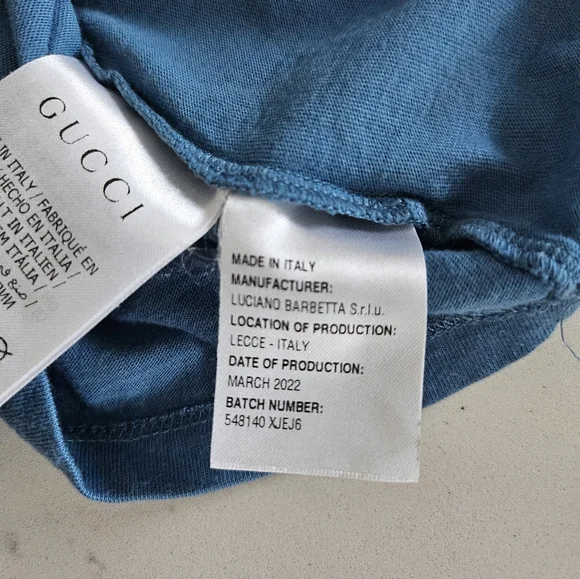 GUCCI
IN ITALY / FABRIQUÉ EN
HECHO EN ITALIA /
IN ITALIEN /
ITALIA /
MADE IN ITALY
MANUFACTURER:
LUCIANO BARBETTA S.r.l.u.
LOCATION OF PRODUCTION:
LECCE - ITALY
DATE OF PRODUCTION:
MARCH 2022
BATCH NUMBER:
548140 XJEJ6